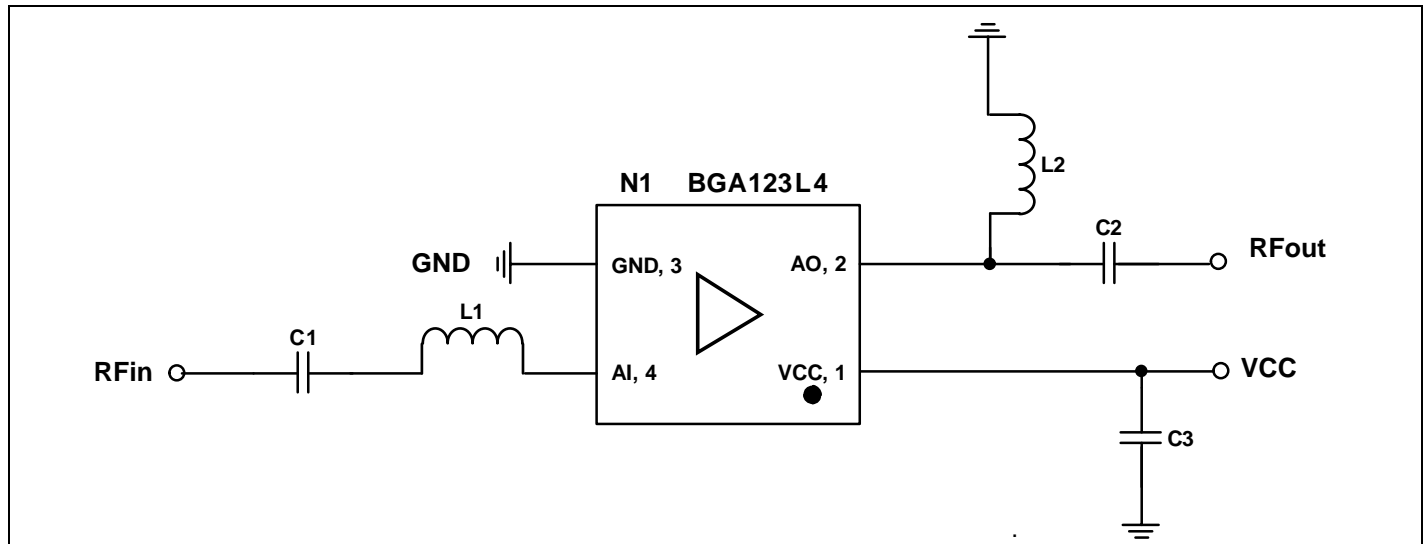 N1 BGA123L4
L2
C2
RFout
GND
GND, 3
AO, 2
L1
C1
RFin
AI, 4
VCC, 1
VCC
C3